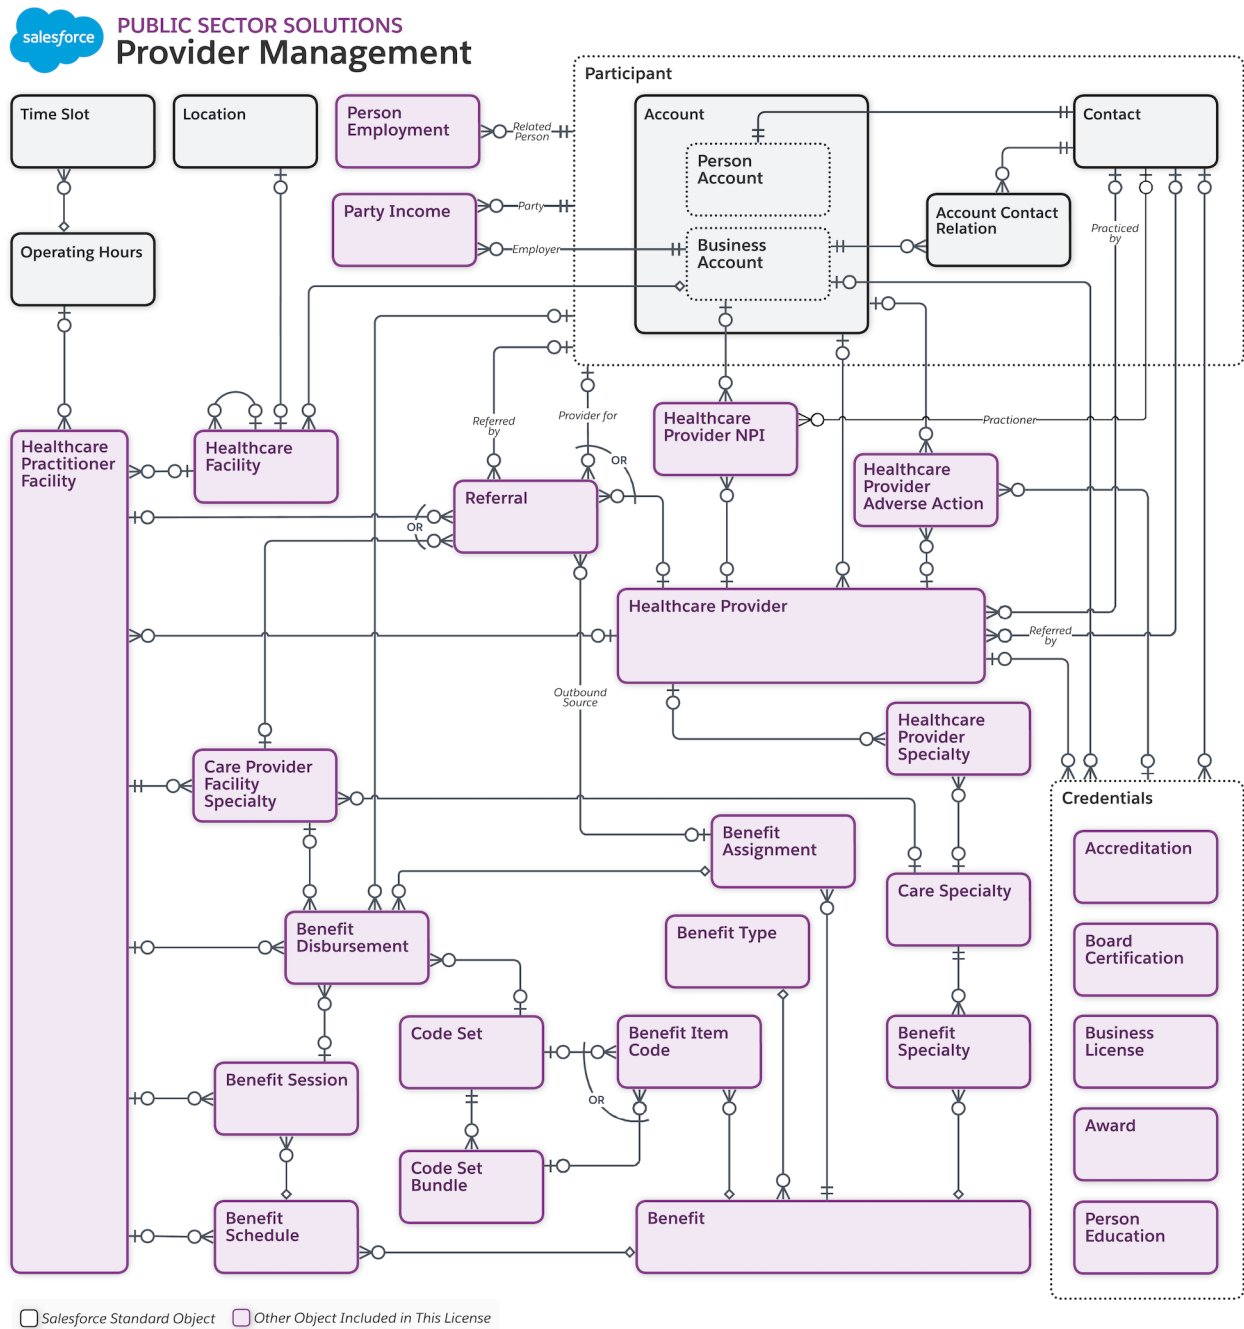 salesforce
PUBLIC SECTOR SOLUTIONS
Provider Management
Participant
Time Slot
Location
Person
Employment
Related
Person
Account
Contact
Person
Account
Party Income
Party
Employer
Account Contact
Relation
Practiced
by
Operating Hours
Business
Account
Referred
by
Provider for
OR
Healthcare
Provider NPI
Practioner
Healthcare
Practitioner
Facility
Healthcare
Facility
Healthcare
Provider
Adverse Action
Referral
OR
Healthcare Provider
Referred
by
Outbound
Source
Healthcare
Provider
Specialty
Care Provider
Facility
Specialty
Credentials
Benefit
Assignment
Accreditation
Care Specialty
Benefit
Disbursement
Benefit Type
Board
Certification
Code Set
Benefit Item
Code
Benefit
Specialty
Business
License
Benefit Session
OR
Award
Code Set
Bundle
Benefit
Schedule
Benefit
Person
Education
Salesforce Standard Object
Other Object Included in This License